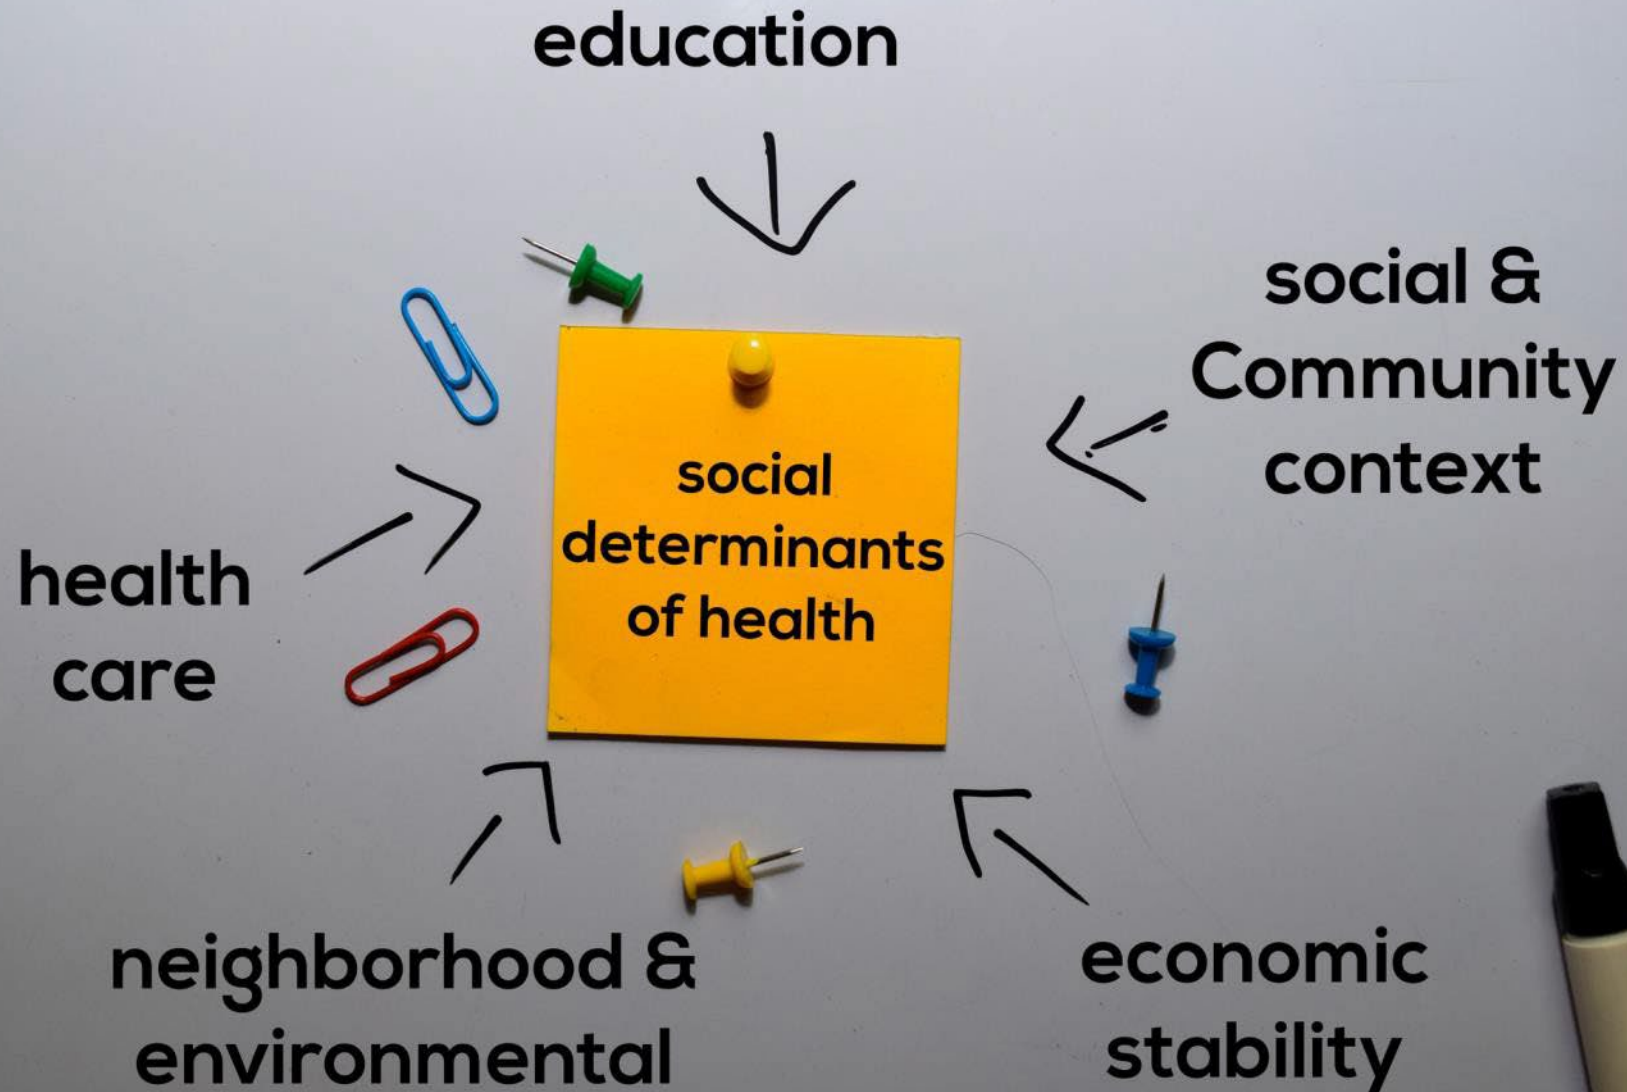 education
social &
Community
context
social
determinants
of health
health
care
neighborhood &
environmental
economic
stability